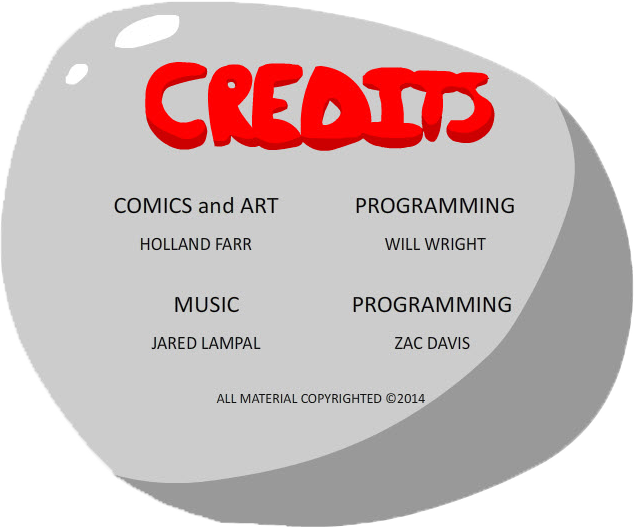 CREDITS
COMICS and ART
HOLLAND FARR
PROGRAMMING
WILL WRIGHT
MUSIC
JARED LAMPAL
PROGRAMMING
ZAC DAVIS
ALL MATERIAL COPYRIGHTED ©2014